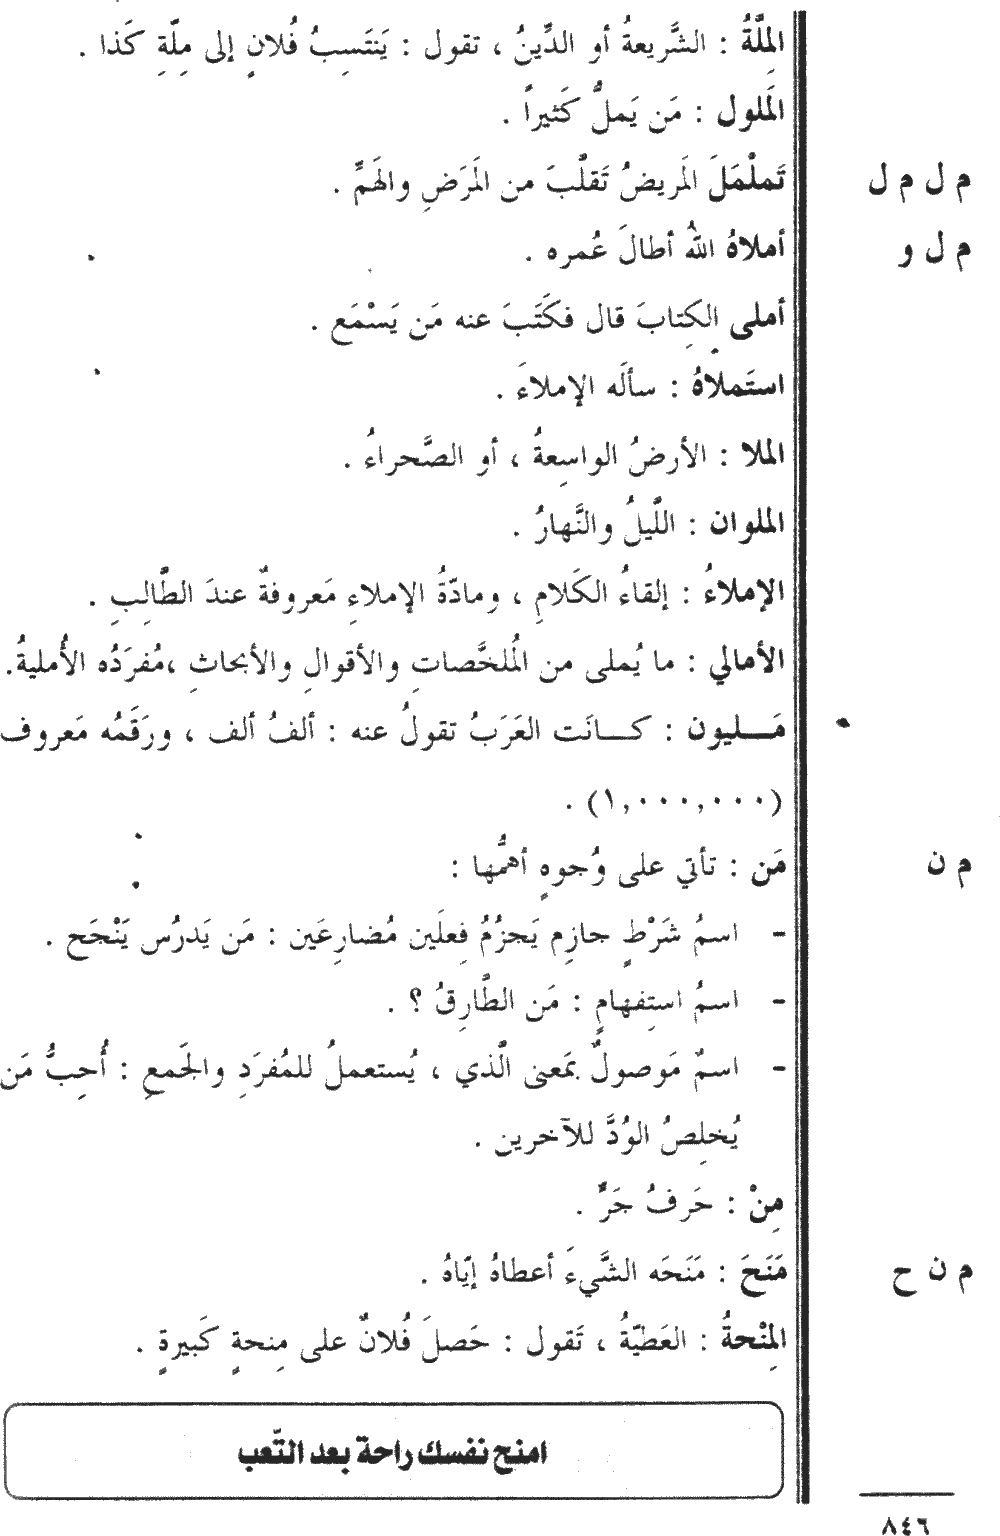 المِلَّةُ : الشَّريعةُ أو الدِّينُ ، تقول : يَنتَسِبُ فُلانٍ إلى مِلّةِ كَذا .
المَلول : مَن يَملُّ كَثيراً .
م ل م ل تَملْمَلَ المَريضُ تَقلّبَ من المَرَضِ والهَمِّ .
م ل و أملاهُ اللهُ أطالَ عُمره .
أملى الكِتابَ قال فكَتَبَ عنه مَن يَسْمَع .
استَملاهُ : سألَه الإملاءَ .
الملا : الأرضُ الواسِعةُ ، أو الصَّحراءُ .
الملوان : اللَّيلُ والنَّهارُ .
الإملاءُ : إلقاءُ الكَلامِ ، ومادّةُ الإملاءِ مَعروفةٌ عندَ الطَّالِبِ .
الأمالي : ما يُملى من المُلخَّصاتِ والأقوالِ والأبحاثِ ،مُفرَدُه الأُمليةُ.
مَـــليون : كـــانَت العَرَبُ تقولُ عنه : ألفُ ألف ، ورَقَمُه مَعروف
(١,٠٠٠,٠٠٠) .
م ن مَن : تأتي على وُجوهٍ أهمُّها :
- اسمُ شَرْطٍ جازِم يَجزُمُ فِعلَين مُضارِعَين : مَن يَدرُس يَنْجَح .
- اسمُ استِفهامٍ : مَن الطَّارِقُ ؟ .
- اسمٌ مَوصولٌ بمَعنى الّذي ، يُستعملُ للمُفرَدِ والجَمعِ : أُحِبُّ مَن
يُخلِصُ الوُدَّ للآخرين .
مِنْ : حَرفُ جَرٍّ .
م ن ح مَنَحَ : مَنَحَه الشَّيءَ أعطاهُ إيّاهُ .
المِنْحةُ : العَطيّةُ ، تَقول : حَصلَ فُلانٌ على مِنحةٍ كَبيرةٍ .
امنح نفسك راحة بعد التّعب
٨٤٦